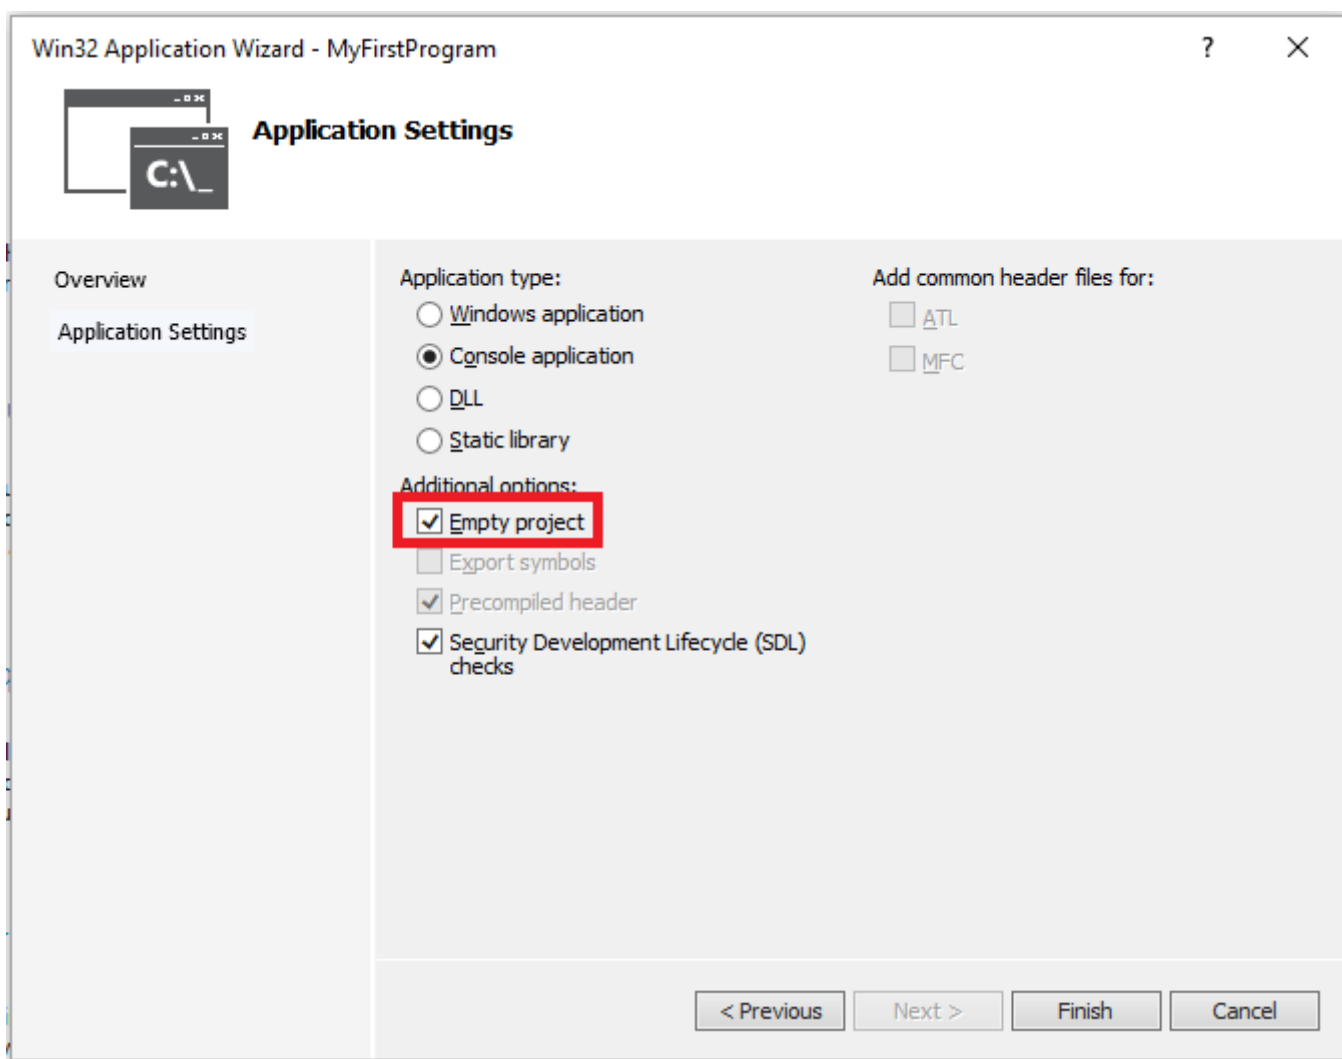 Win32 Application Wizard - MyFirstProgram
?
C:\_
Application Settings
Overview
Application Settings
Application type:
Windows application
Console application
DLL
Static library
Additional options:
Empty project
Export symbols
Precompiled header
Security Development Lifecycle (SDL)
checks
Add common header files for:
ATL
MFC
< Previous
Next >
Finish
Cancel